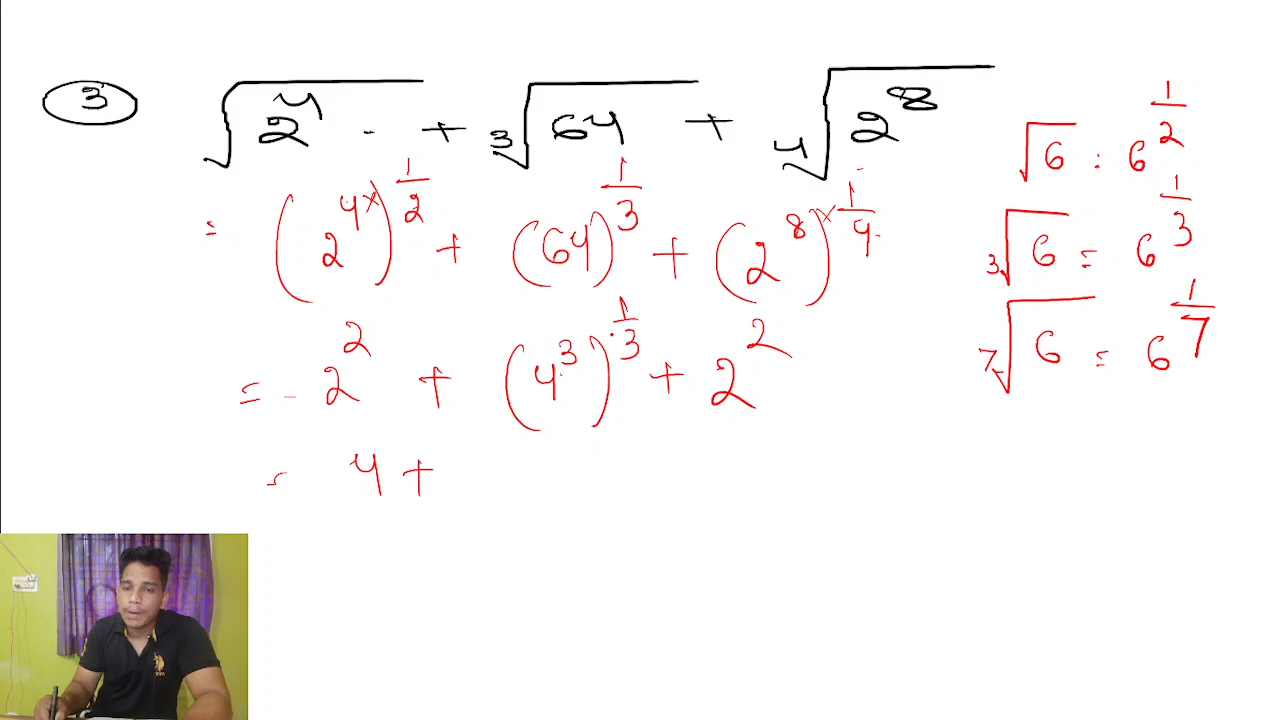 ③ √2⁴ + ∛64 + ∜2⁸
= (2⁴)^×1/2 + (64)^1/3 + (2⁸)^×1/4
= 2² + (4³)^1/3 + 2²
= 4 +
√6 = 6^1/2
∛6 = 6^1/3
⁷√6 = 6^1/7